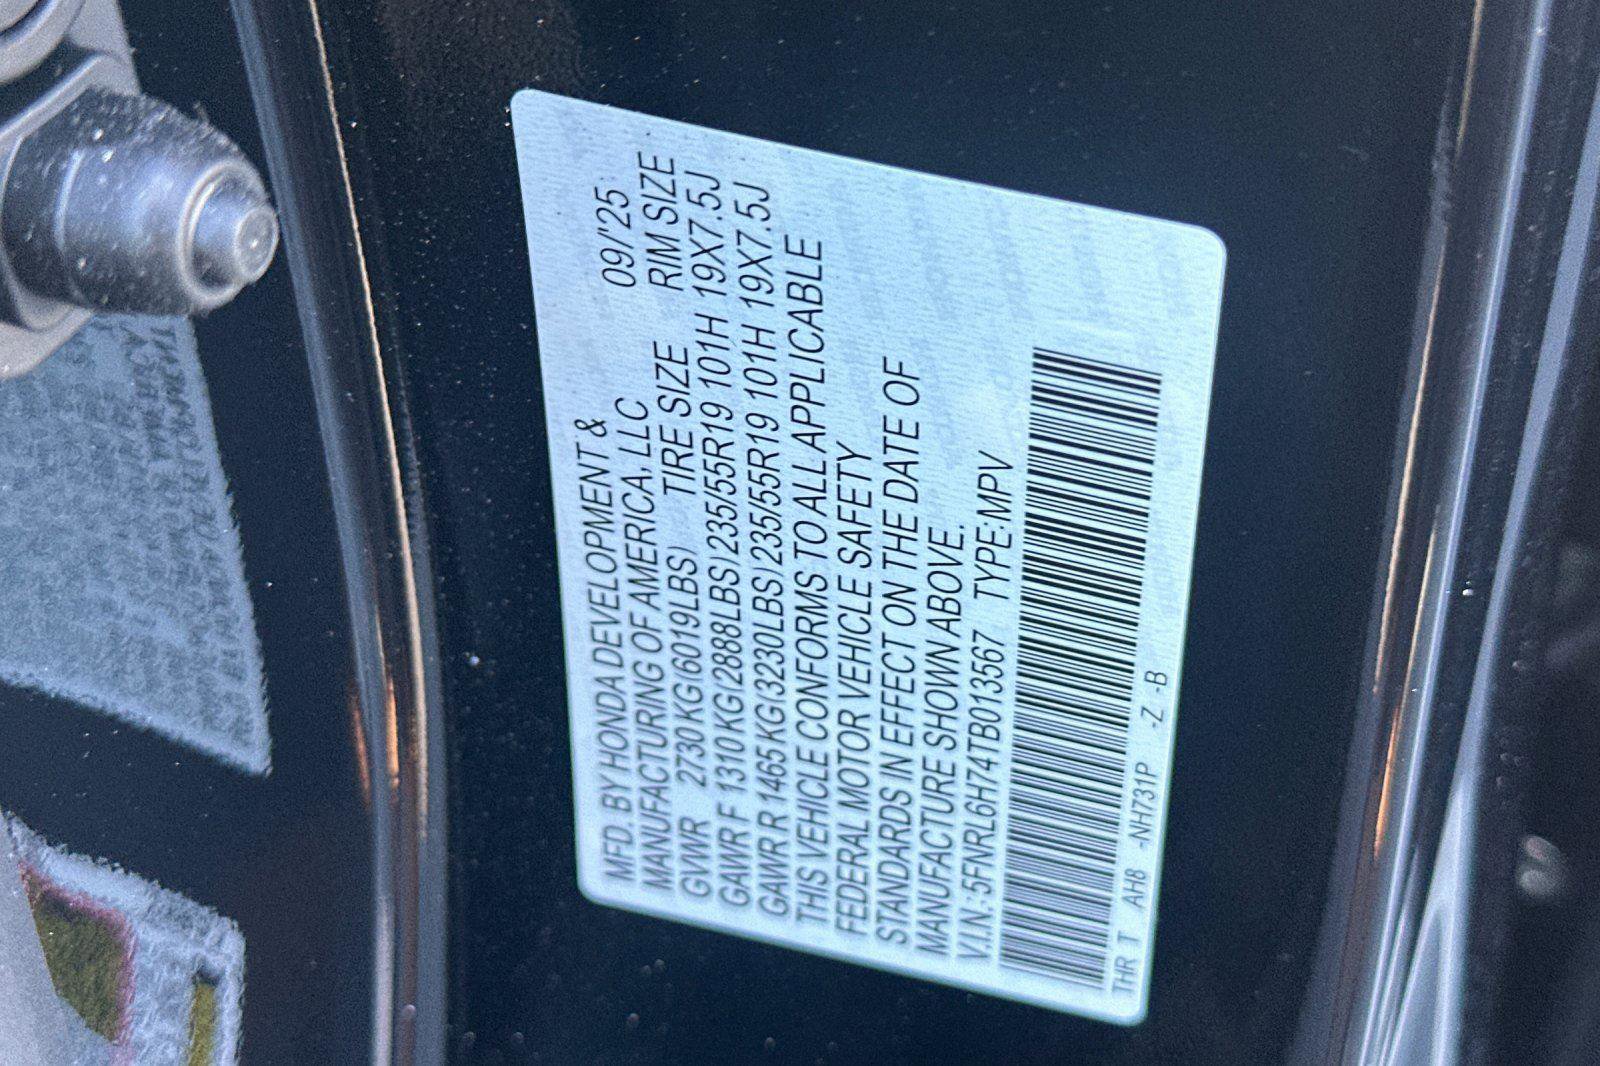 MFD. BY HONDA DEVELOPMENT & 09/'25
MANUFACTURING OF AMERICA, LLC
GVWR 2730 KG (6019LBS) TIRE SIZE RIM SIZE
GAWR F 1310 KG (2888LBS) 235/55R19 101H 19X7.5J
GAWR R 1465 KG (3230LBS) 235/55R19 101H 19X7.5J
THIS VEHICLE CONFORMS TO ALL APPLICABLE
FEDERAL MOTOR VEHICLE SAFETY
STANDARDS IN EFFECT ON THE DATE OF
MANUFACTURE SHOWN ABOVE.
V.I.N.: 5FNRL6H74TB013567 TYPE:MPV
THR T AH8 -NH731P -Z -B